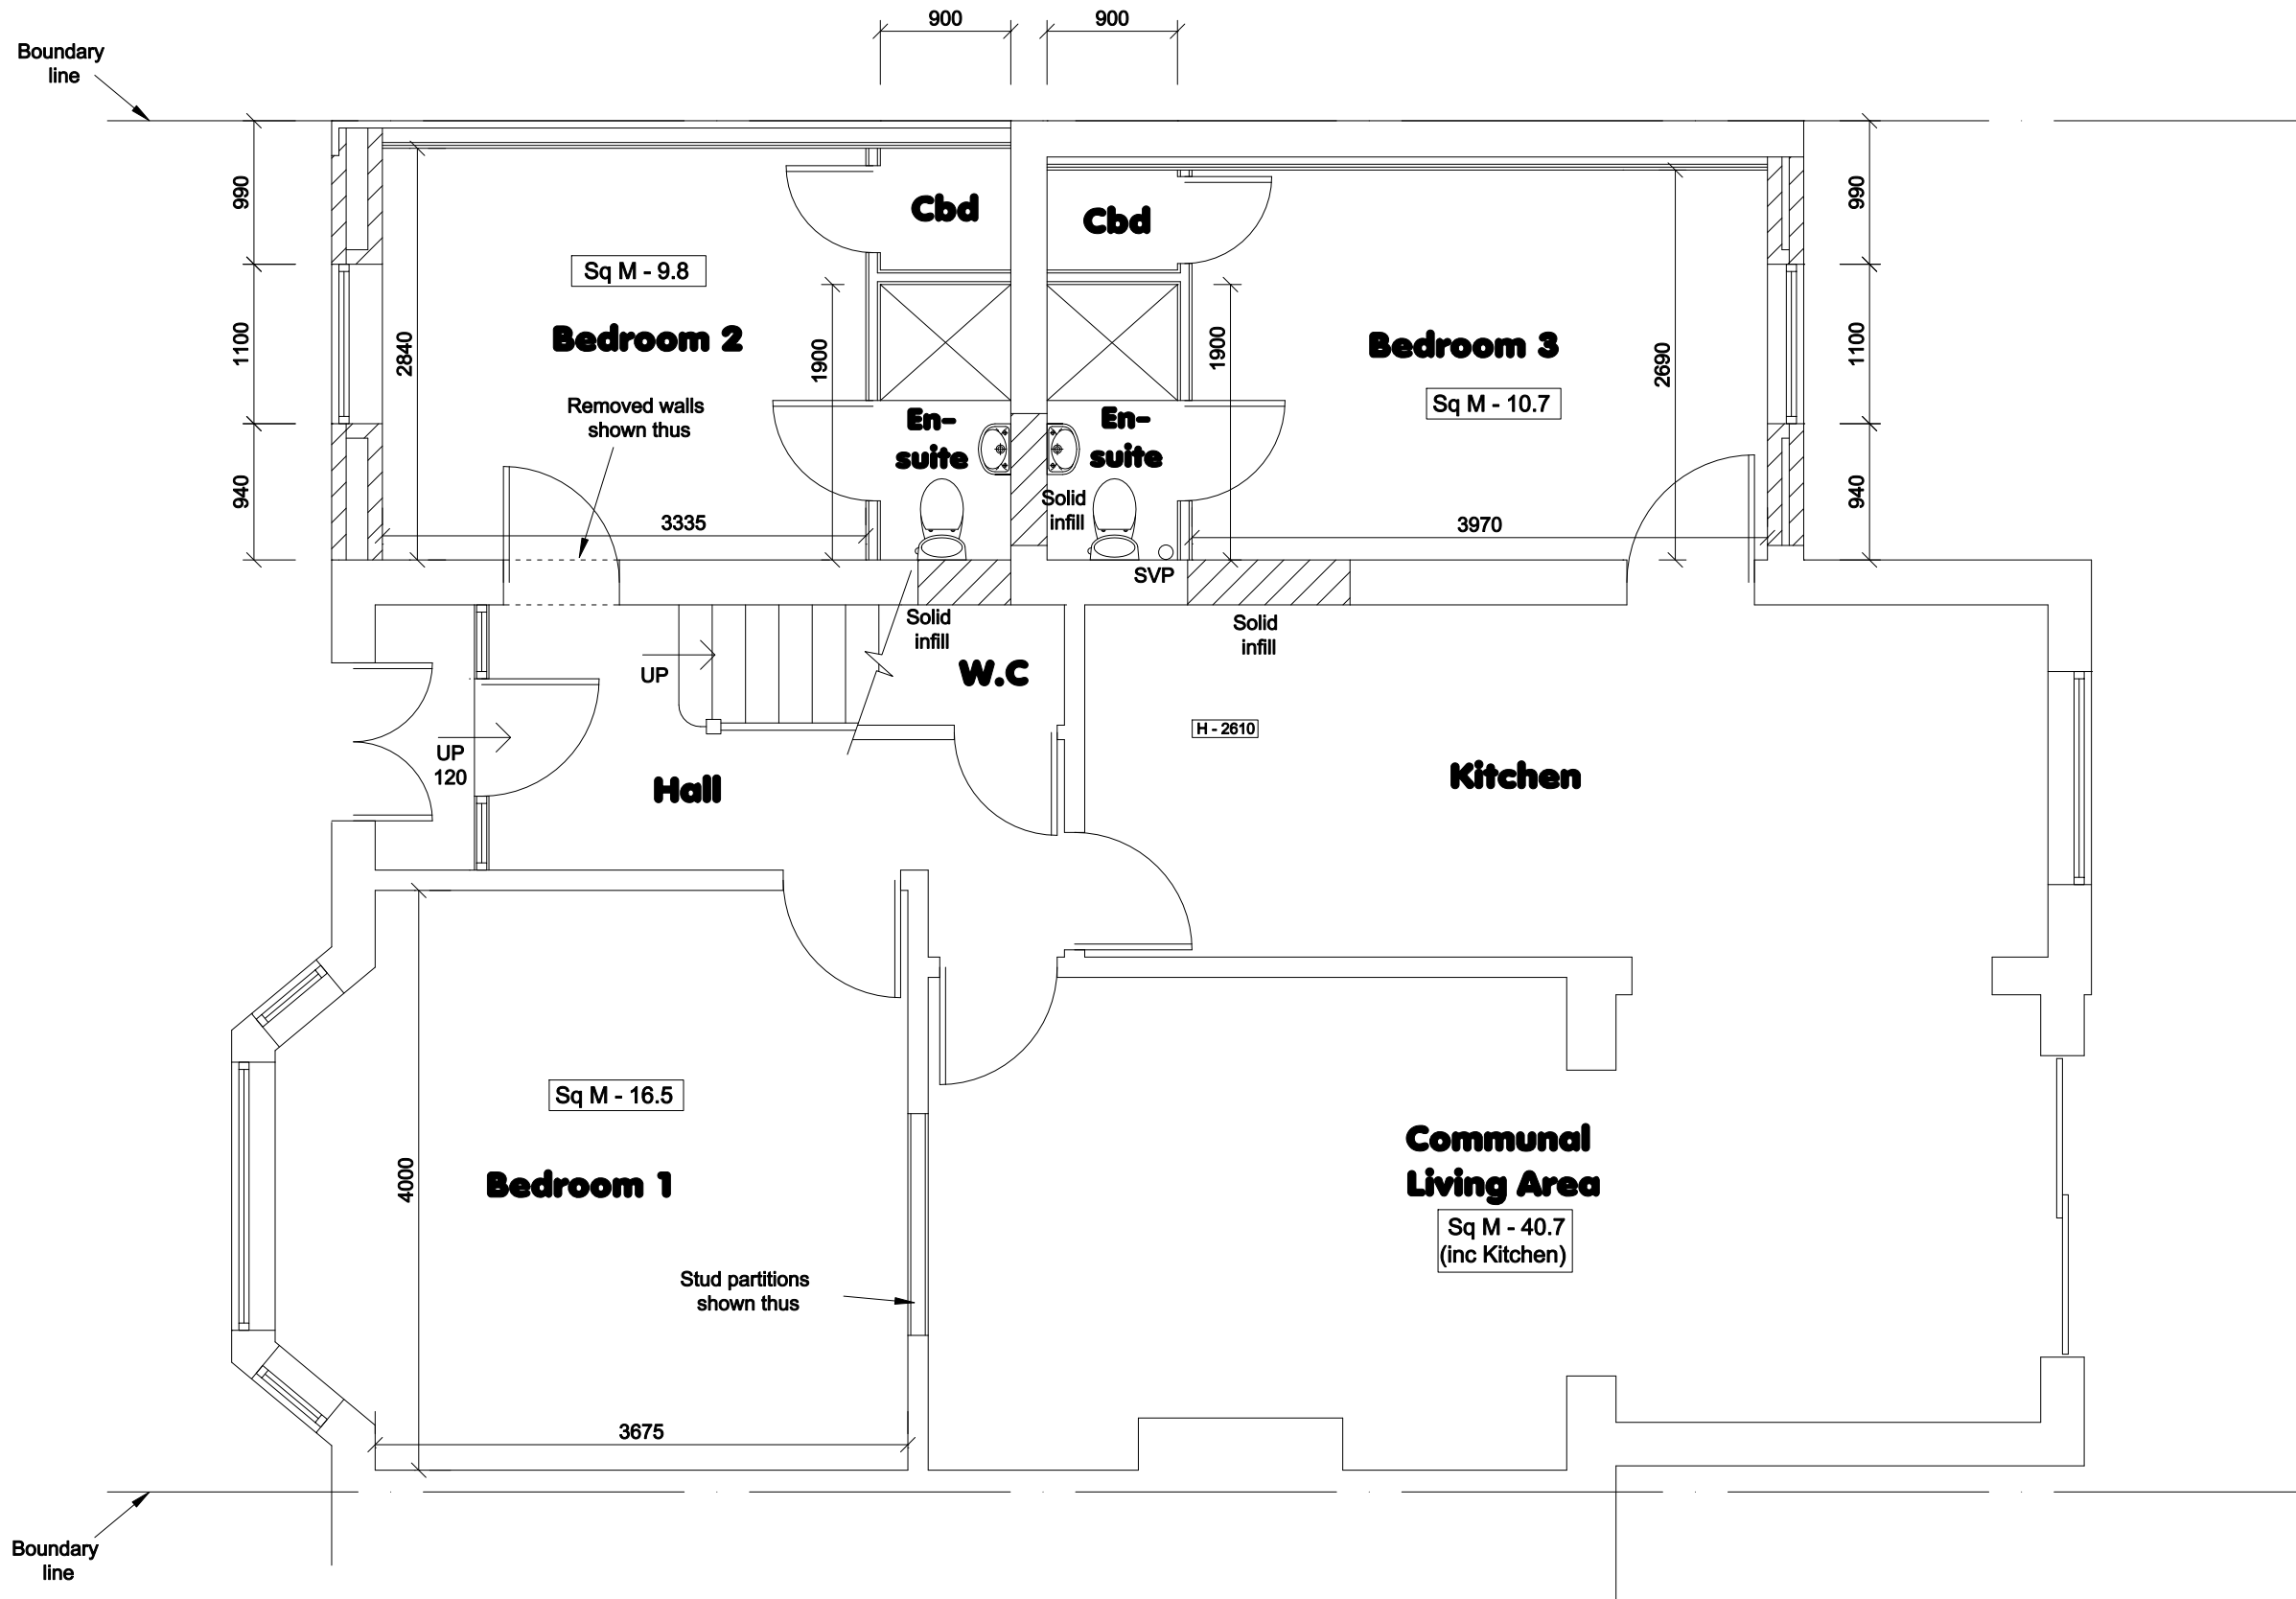 900
900
Boundary
line
990
1100
940
2840
Sq M - 9.8
Bedroom 2
Removed walls
shown thus
3335
1900
Cbd
En-
suite
Cbd
En-
suite
Solid
infill
SVP
1900
Bedroom 3
Sq M - 10.7
3970
2690
990
1100
940
Solid
infill
Solid
infill
UP
W.C
UP
120
Hall
H - 2610
Kitchen
Sq M - 16.5
Bedroom 1
4000
Stud partitions
shown thus
3675
Communal
Living Area
Sq M - 40.7
(inc Kitchen)
Boundary
line